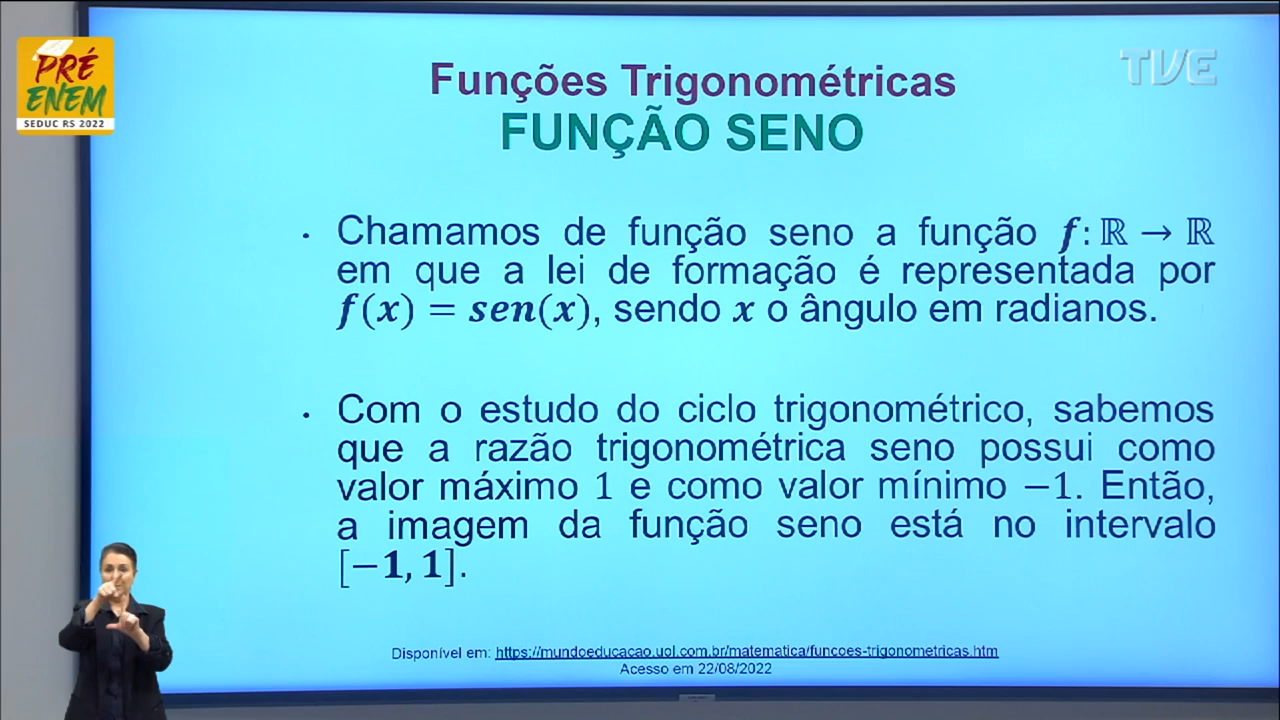 PRÉ
ENEM
SEDUC RS 2022
TVE
Funções Trigonométricas
FUNÇÃO SENO
• Chamamos de função seno a função f: ℝ → ℝ
em que a lei de formação é representada por
f(x) = sen(x), sendo x o ângulo em radianos.
• Com o estudo do ciclo trigonométrico, sabemos
que a razão trigonométrica seno possui como
valor máximo 1 e como valor mínimo −1. Então,
a imagem da função seno está no intervalo
[−1, 1].
Disponível em: https://mundoeducacao.uol.com.br/matematica/funcoes-trigonometricas.htm
Acesso em 22/08/2022